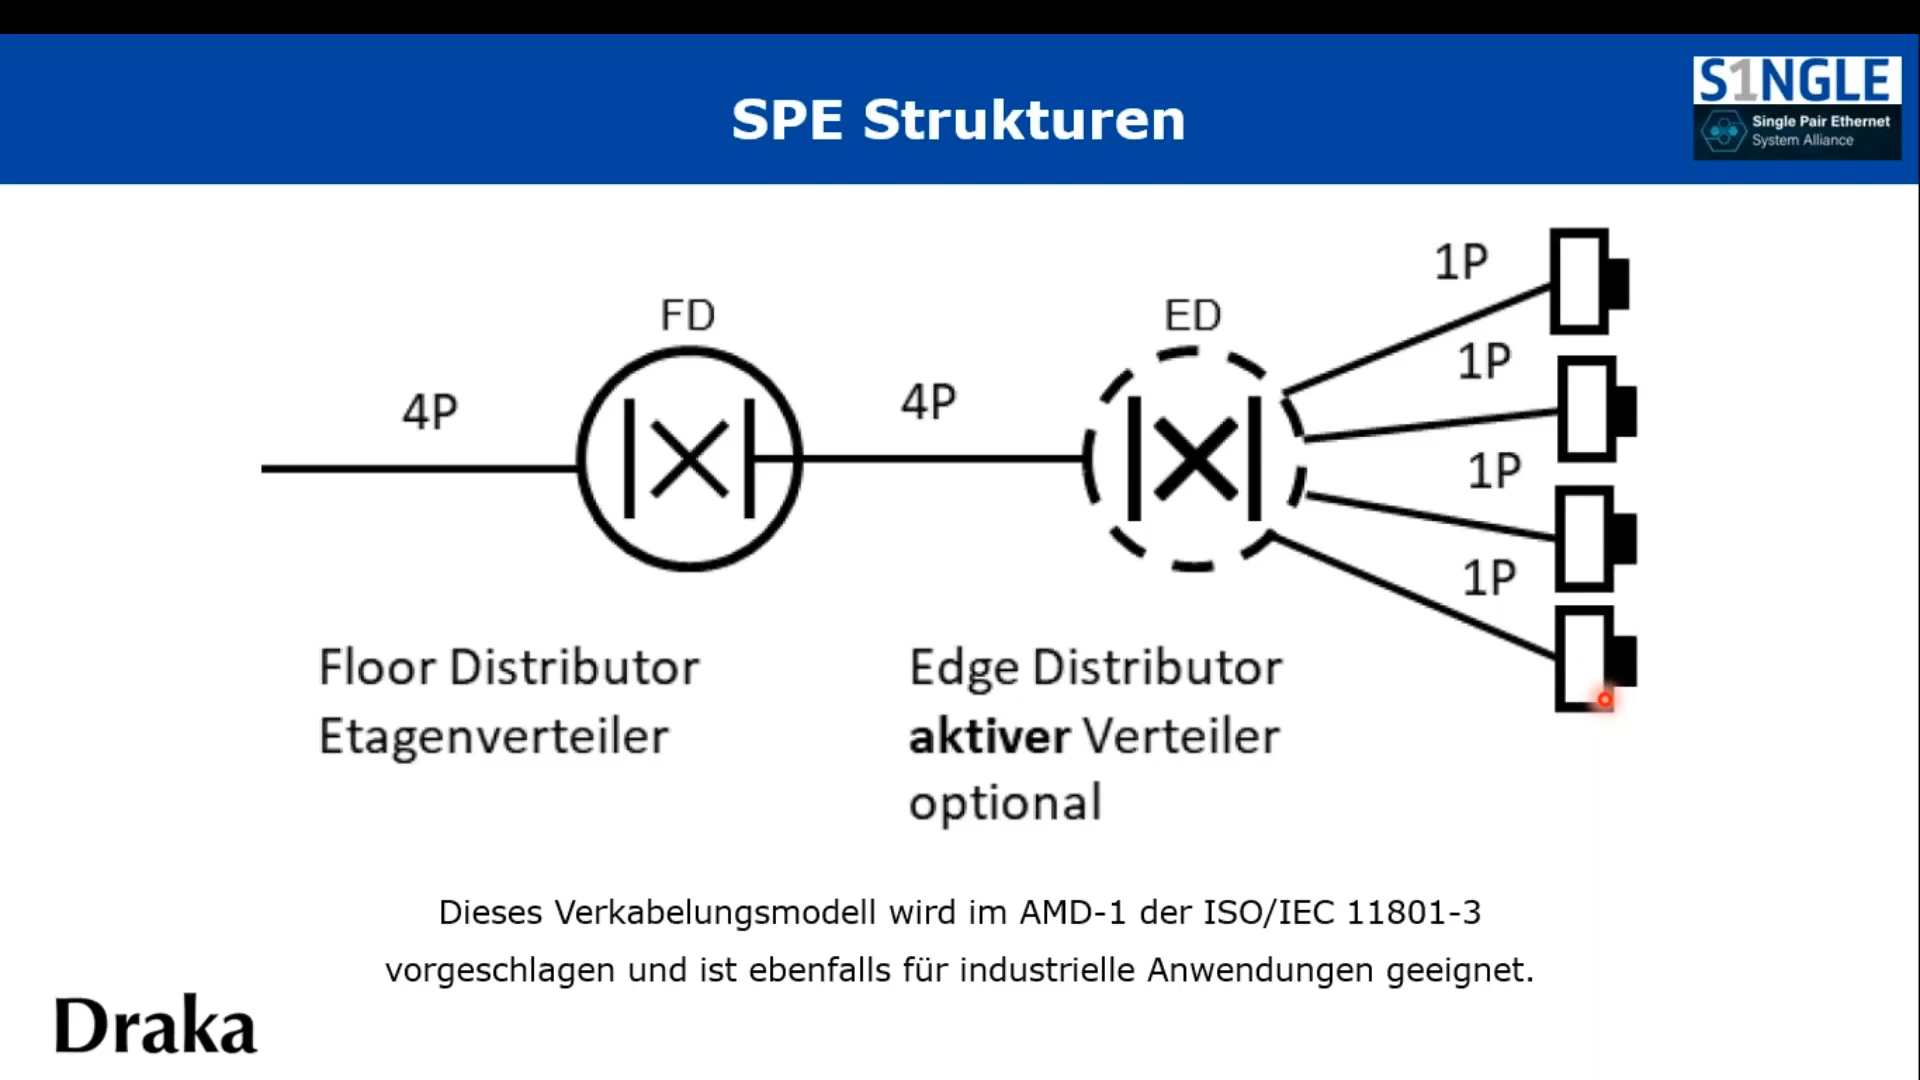 SPE Strukturen
S1NGLE
Single Pair Ethernet
System Alliance
1P
FD
ED
1P
4P
4P
1P
1P
Floor Distributor
Etagenverteiler
Edge Distributor
aktiver Verteiler
optional
Dieses Verkabelungsmodell wird im AMD-1 der ISO/IEC 11801-3
vorgeschlagen und ist ebenfalls für industrielle Anwendungen geeignet.
Draka